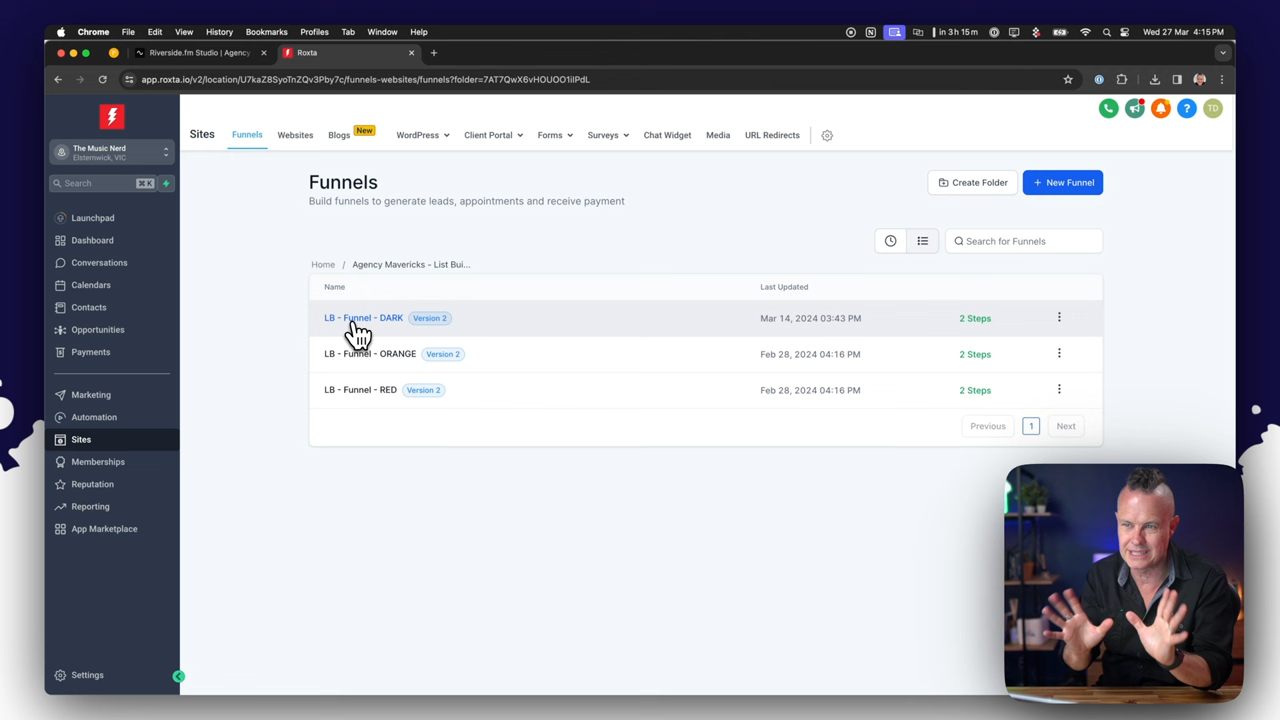 Chrome File Edit View History Bookmarks Profiles Tab Window Help
in 3h 15m Wed 27 Mar 4:15 PM
Riverside.fm Studio | Agency
Roxta
app.roxta.io/v2/location/U7kaZ8SyoTnZQv3Pby7c/funnels-websites/funnels?folder=7AT7QwX6vHOUO1ilPdL
Sites Funnels Websites Blogs New WordPress Client Portal Forms Surveys Chat Widget Media URL Redirects
TD
The Music Nerd
Elsternwick, VIC
Search ⌘K
Launchpad
Dashboard
Conversations
Calendars
Contacts
Opportunities
Payments
Marketing
Automation
Sites
Memberships
Reputation
Reporting
App Marketplace
Settings
Funnels
Build funnels to generate leads, appointments and receive payment
Create Folder
+ New Funnel
Search for Funnels
Home / Agency Mavericks - List Bui...
Name Last Updated
LB - Funnel - DARK Version 2 Mar 14, 2024 03:43 PM 2 Steps
LB - Funnel - ORANGE Version 2 Feb 28, 2024 04:16 PM 2 Steps
LB - Funnel - RED Version 2 Feb 28, 2024 04:16 PM 2 Steps
Previous 1 Next